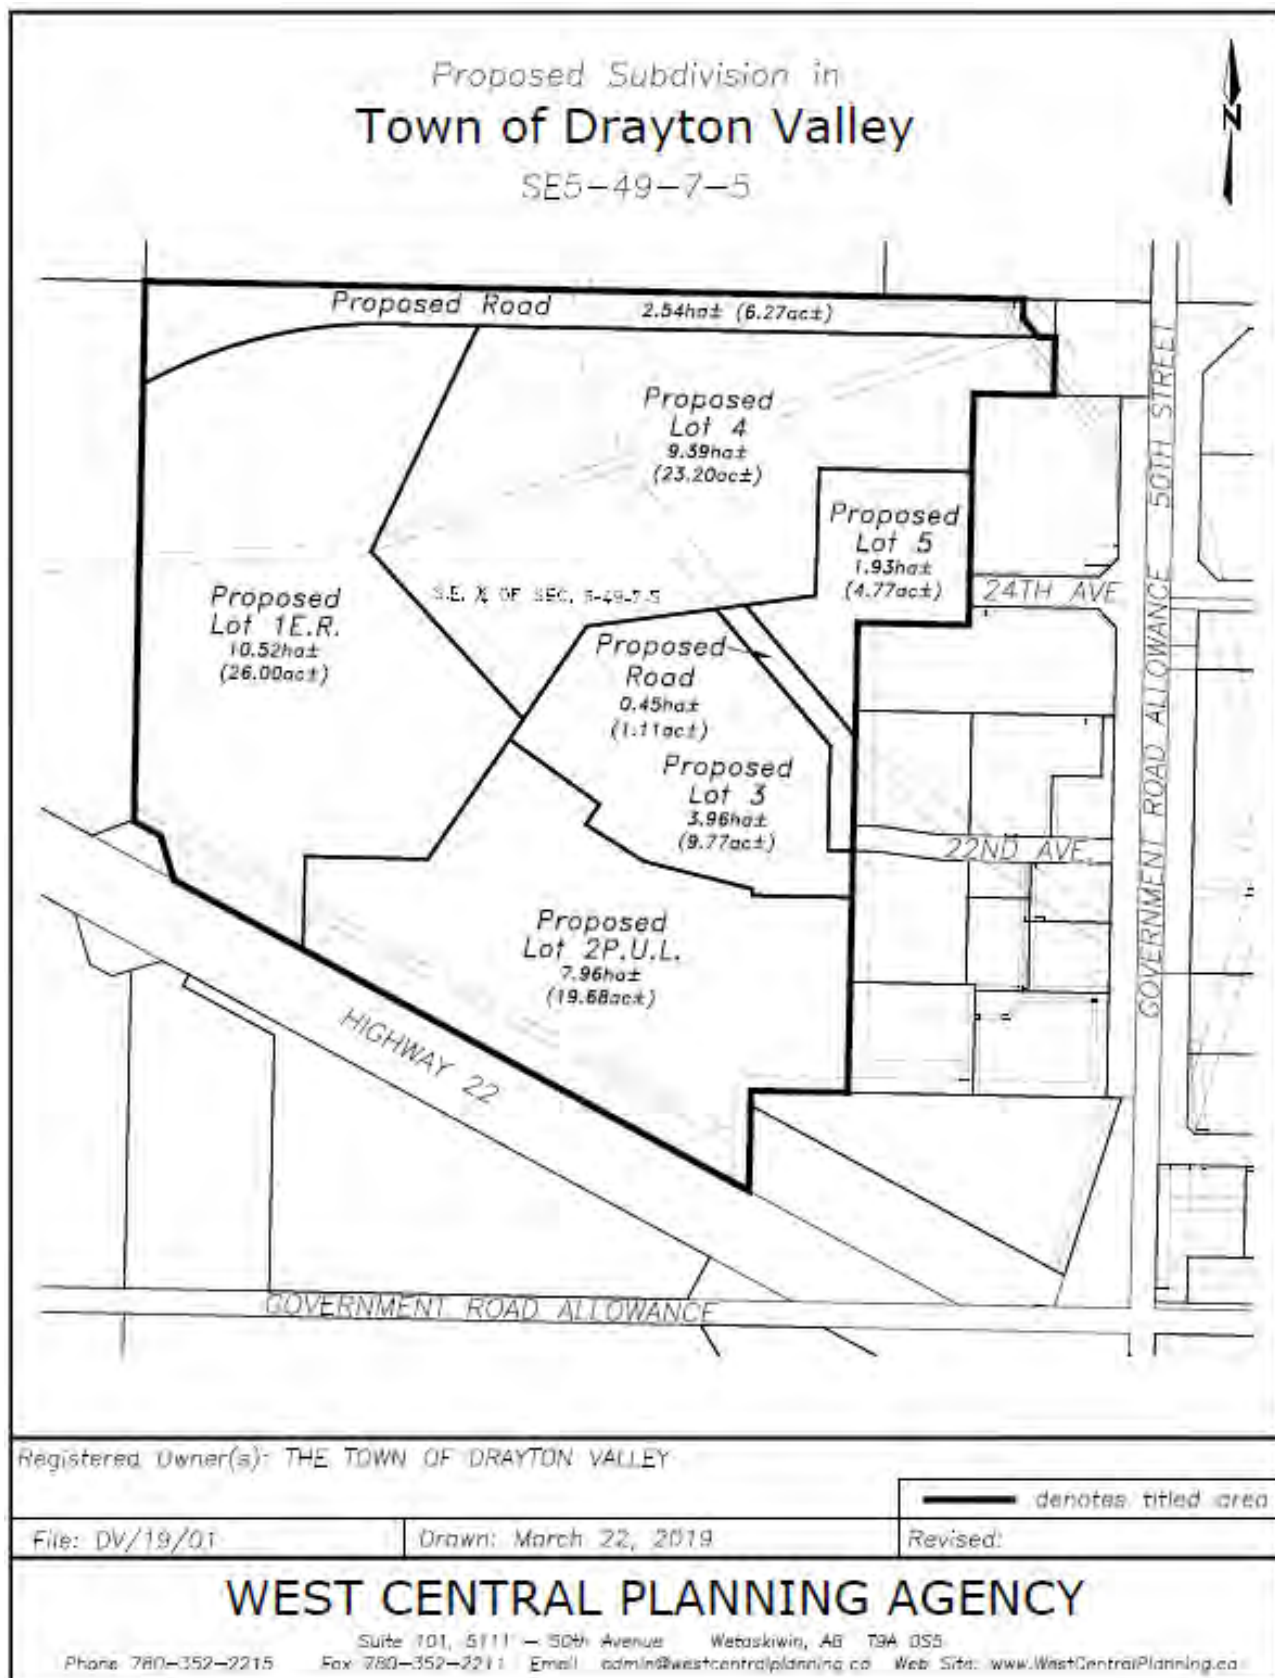 Proposed Subdivision in
Town of Drayton Valley
SE5-49-7-5
N
Proposed Road 2.54ha± (6.27ac±)
Proposed
Lot 4
9.39ha±
(23.20ac±)
Proposed
Lot 5
1.93ha±
(4.77ac±)
24TH AVE
GOVERNMENT ROAD ALLOWANCE 50TH STREET
Proposed
Lot 1E.R.
10.52ha±
(26.00ac±)
S.E. ¼ OF SEC. 5-49-7-5
Proposed
Road
0.45ha±
(1.11ac±)
Proposed
Lot 3
3.96ha±
(9.77ac±)
22ND AVE.
Proposed
Lot 2P.U.L.
7.96ha±
(19.68ac±)
HIGHWAY 22
GOVERNMENT ROAD ALLOWANCE
Registered Owner(s): THE TOWN OF DRAYTON VALLEY
denotes titled area
File: DV/19/01 Drawn: March 22, 2019 Revised:
WEST CENTRAL PLANNING AGENCY
Suite 101, 5111 - 50th Avenue Wetaskiwin, AB T9A 0S5
Phone 780-352-2215 Fax 780-352-2211 Email admin@westcentralplanning.ca Web Site: www.WestCentralPlanning.ca